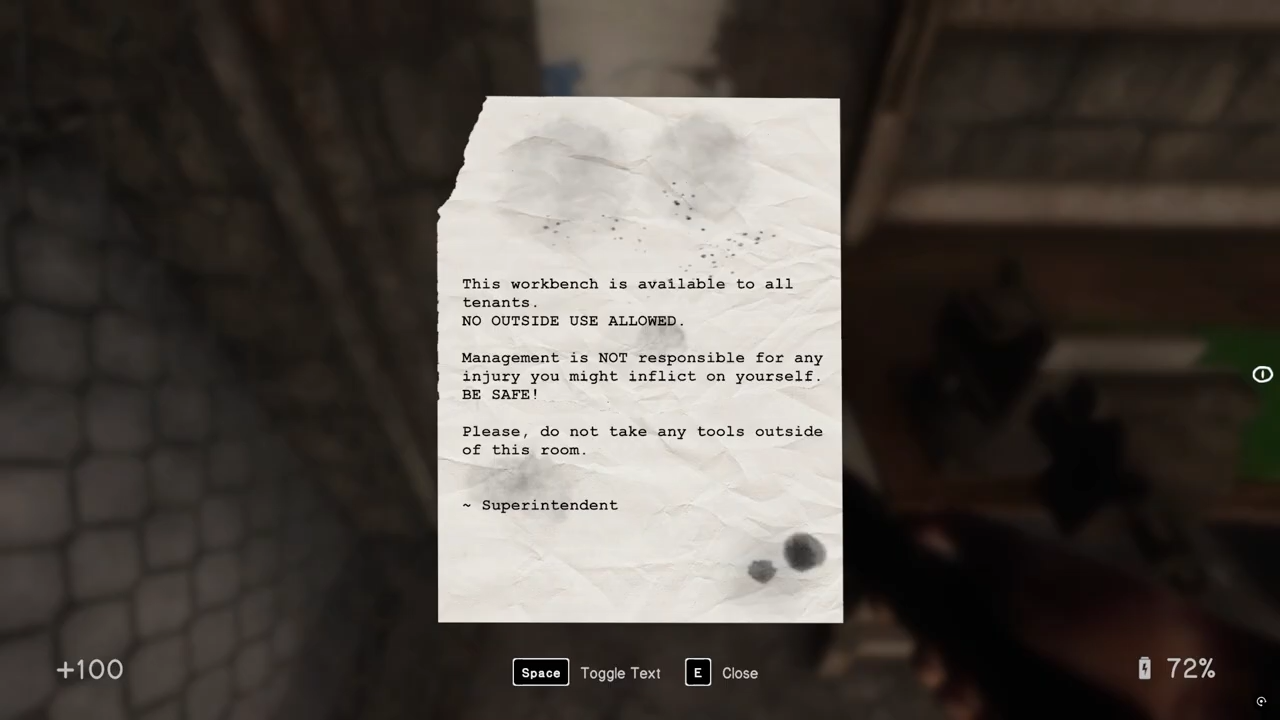 This workbench is available to all
tenants.
NO OUTSIDE USE ALLOWED.
Management is NOT responsible for any
injury you might inflict on yourself.
BE SAFE!
Please, do not take any tools outside
of this room.
~ Superintendent
+100
Space Toggle Text E Close
72%